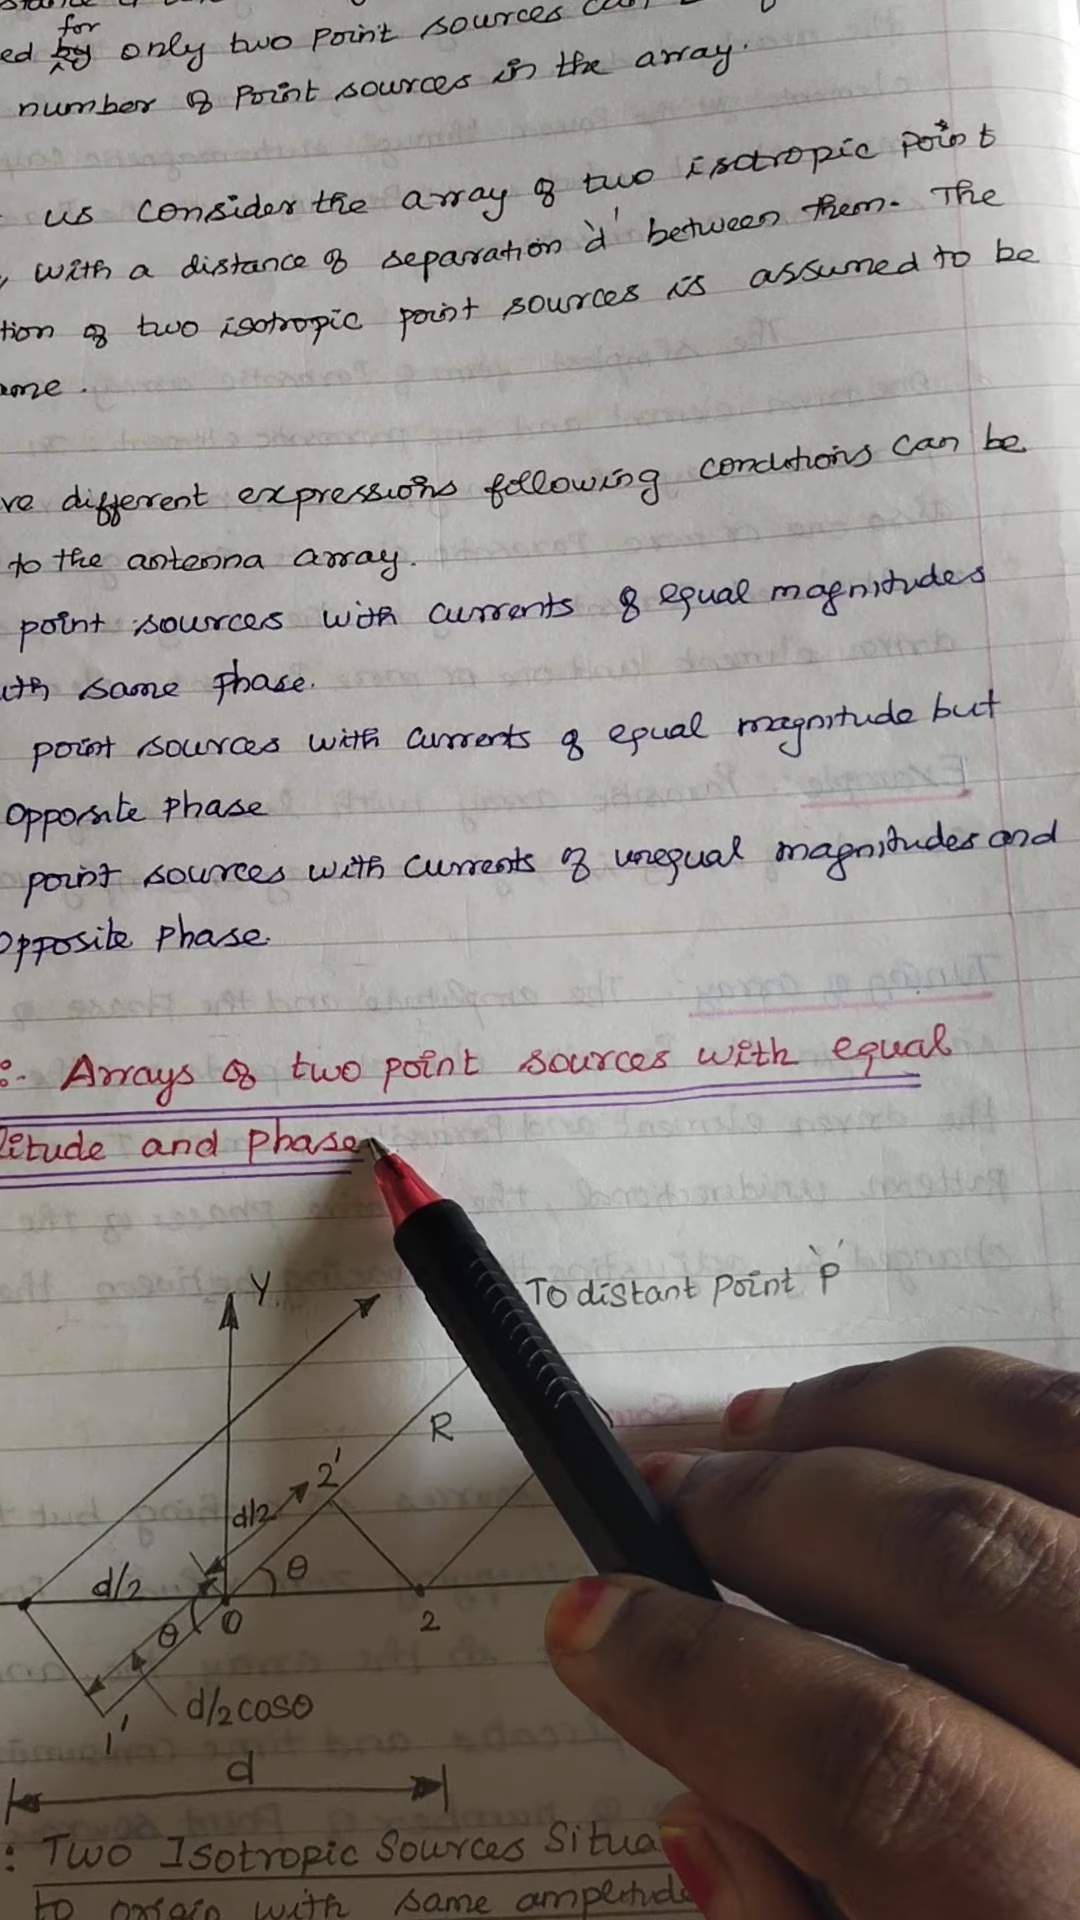 ed by for only two point sources can
number of point sources in the array.
us consider the array of two isotropic point
with a distance of separation 'd' between them. The
tion of two isotropic point sources is assumed to be
ame.
ve different expressions following conditions can be
to the antenna array.
point sources with currents of equal magnitudes
ith same phase.
point sources with currents of equal magnitude but
opposite phase
point sources with currents of unequal magnitudes and
opposite phase.
:- Arrays of two point sources with equal
litude and phase
Y To distant point 'P'
R
2'
d/2
d/2 θ
θ 0 2
d/2 cosθ
1'
d
: Two Isotropic Sources Situa
to origin with same amplitude